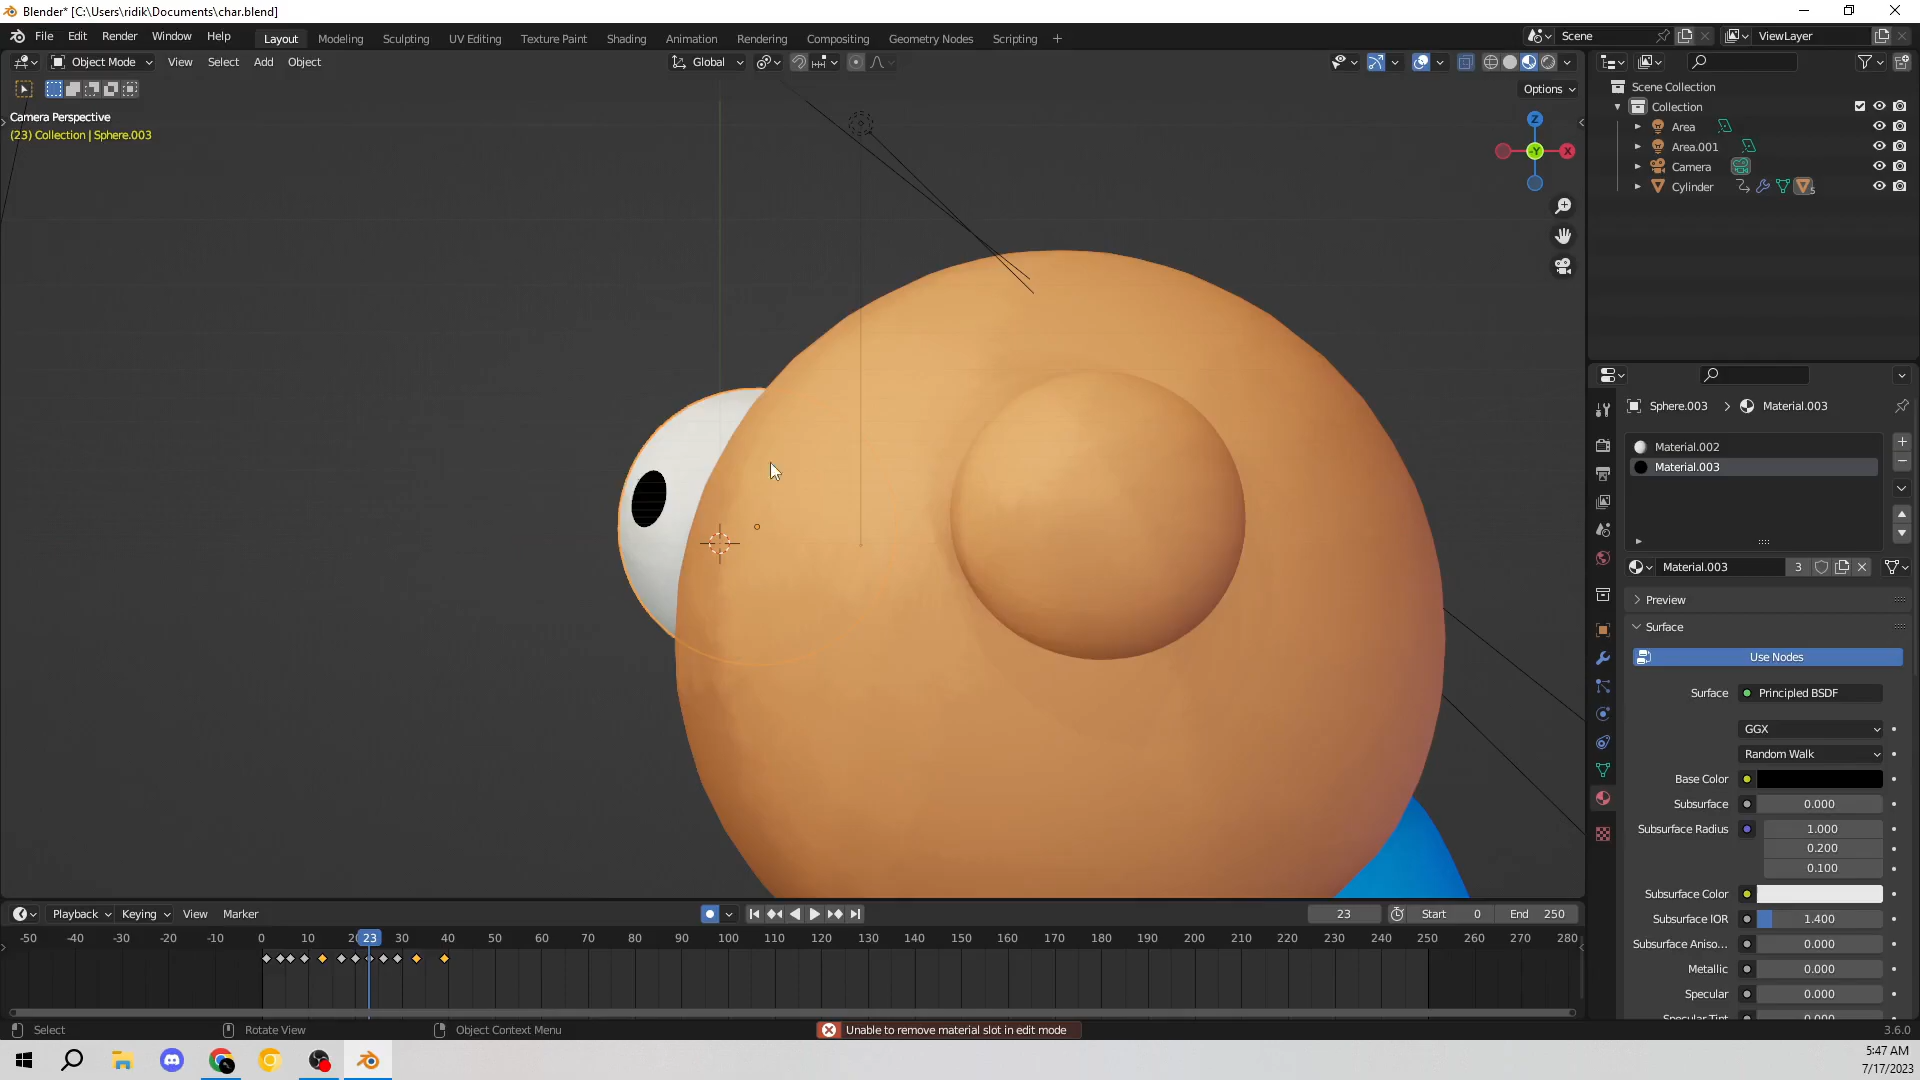 Blender* [C:\Users\ridik\Documents\char.blend]
File Edit Render Window Help
Layout Modeling Sculpting UV Editing Texture Paint Shading Animation Rendering Compositing Geometry Nodes Scripting +
Scene
ViewLayer
Object Mode View Select Add Object
Global
Options
Camera Perspective
(23) Collection | Sphere.003
Z
-Y
X
Scene Collection
Collection
Area
Area.001
Camera
Cylinder
5
Sphere.003 > Material.003
Material.002
Material.003
Material.003 3
Preview
Surface
Use Nodes
Surface Principled BSDF
GGX
Random Walk
Base Color
Subsurface 0.000
Subsurface Radius 1.000
0.200
0.100
Subsurface Color
Subsurface IOR 1.400
Subsurface Aniso... 0.000
Metallic 0.000
Specular 0.000
Specular Tint 0.000
Playback Keying View Marker
23 Start 0 End 250
-50 -40 -30 -20 -10 0 10 20 23 30 40 50 60 70 80 90 100 110 120 130 140 150 160 170 180 190 200 210 220 230 240 250 260 270 280
Select Rotate View Object Context Menu
Unable to remove material slot in edit mode
3.6.0
5:47 AM
7/17/2023